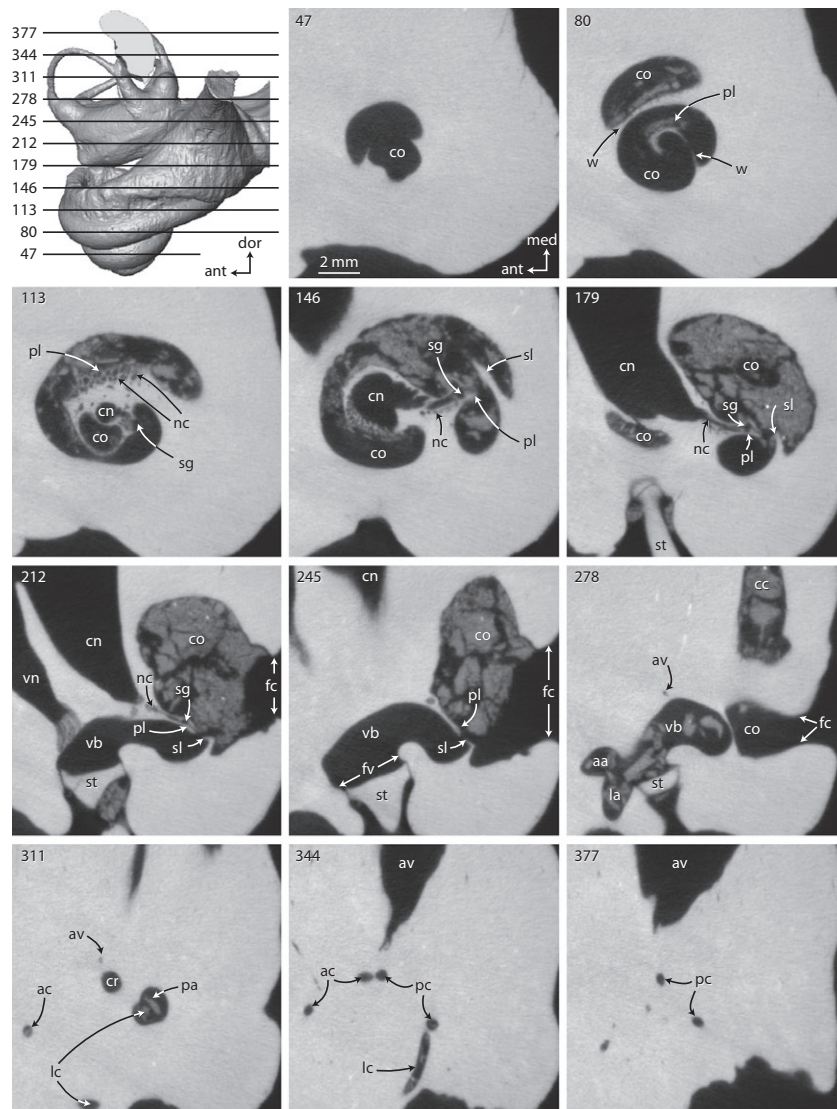 377
344
311
278
245
212
179
146
113
80
47
dor
ant
47
co
2 mm
med
ant
80
co
pl
w
co
w
113
pl
cn
co
nc
sg
146
sg
sl
cn
nc
pl
co
179
cn
co
sg
sl
co
nc
pl
st
212
cn
co
vn
nc
sg
fc
pl
vb
sl
st
245
cn
co
fc
pl
vb
sl
fv
st
278
cc
av
vb
co
fc
aa
la
st
311
av
cr
pa
ac
lc
344
av
ac
pc
lc
377
av
pc